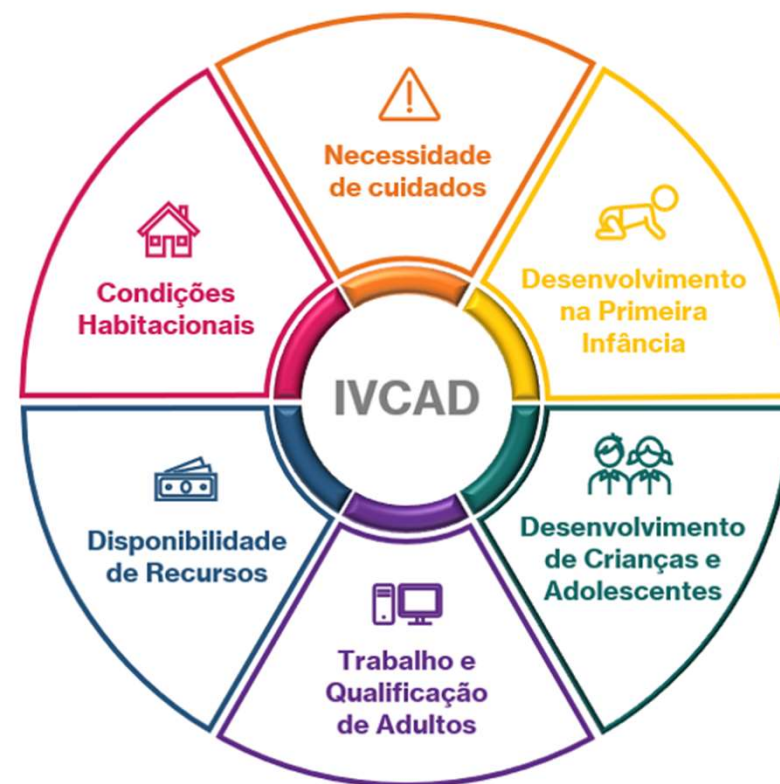 Necessidade
de cuidados
Desenvolvimento
na Primeira
Infância
Desenvolvimento
de Crianças e
Adolescentes
Trabalho e
Qualificação
de Adultos
Disponibilidade
de Recursos
Condições
Habitacionais
IVCAD